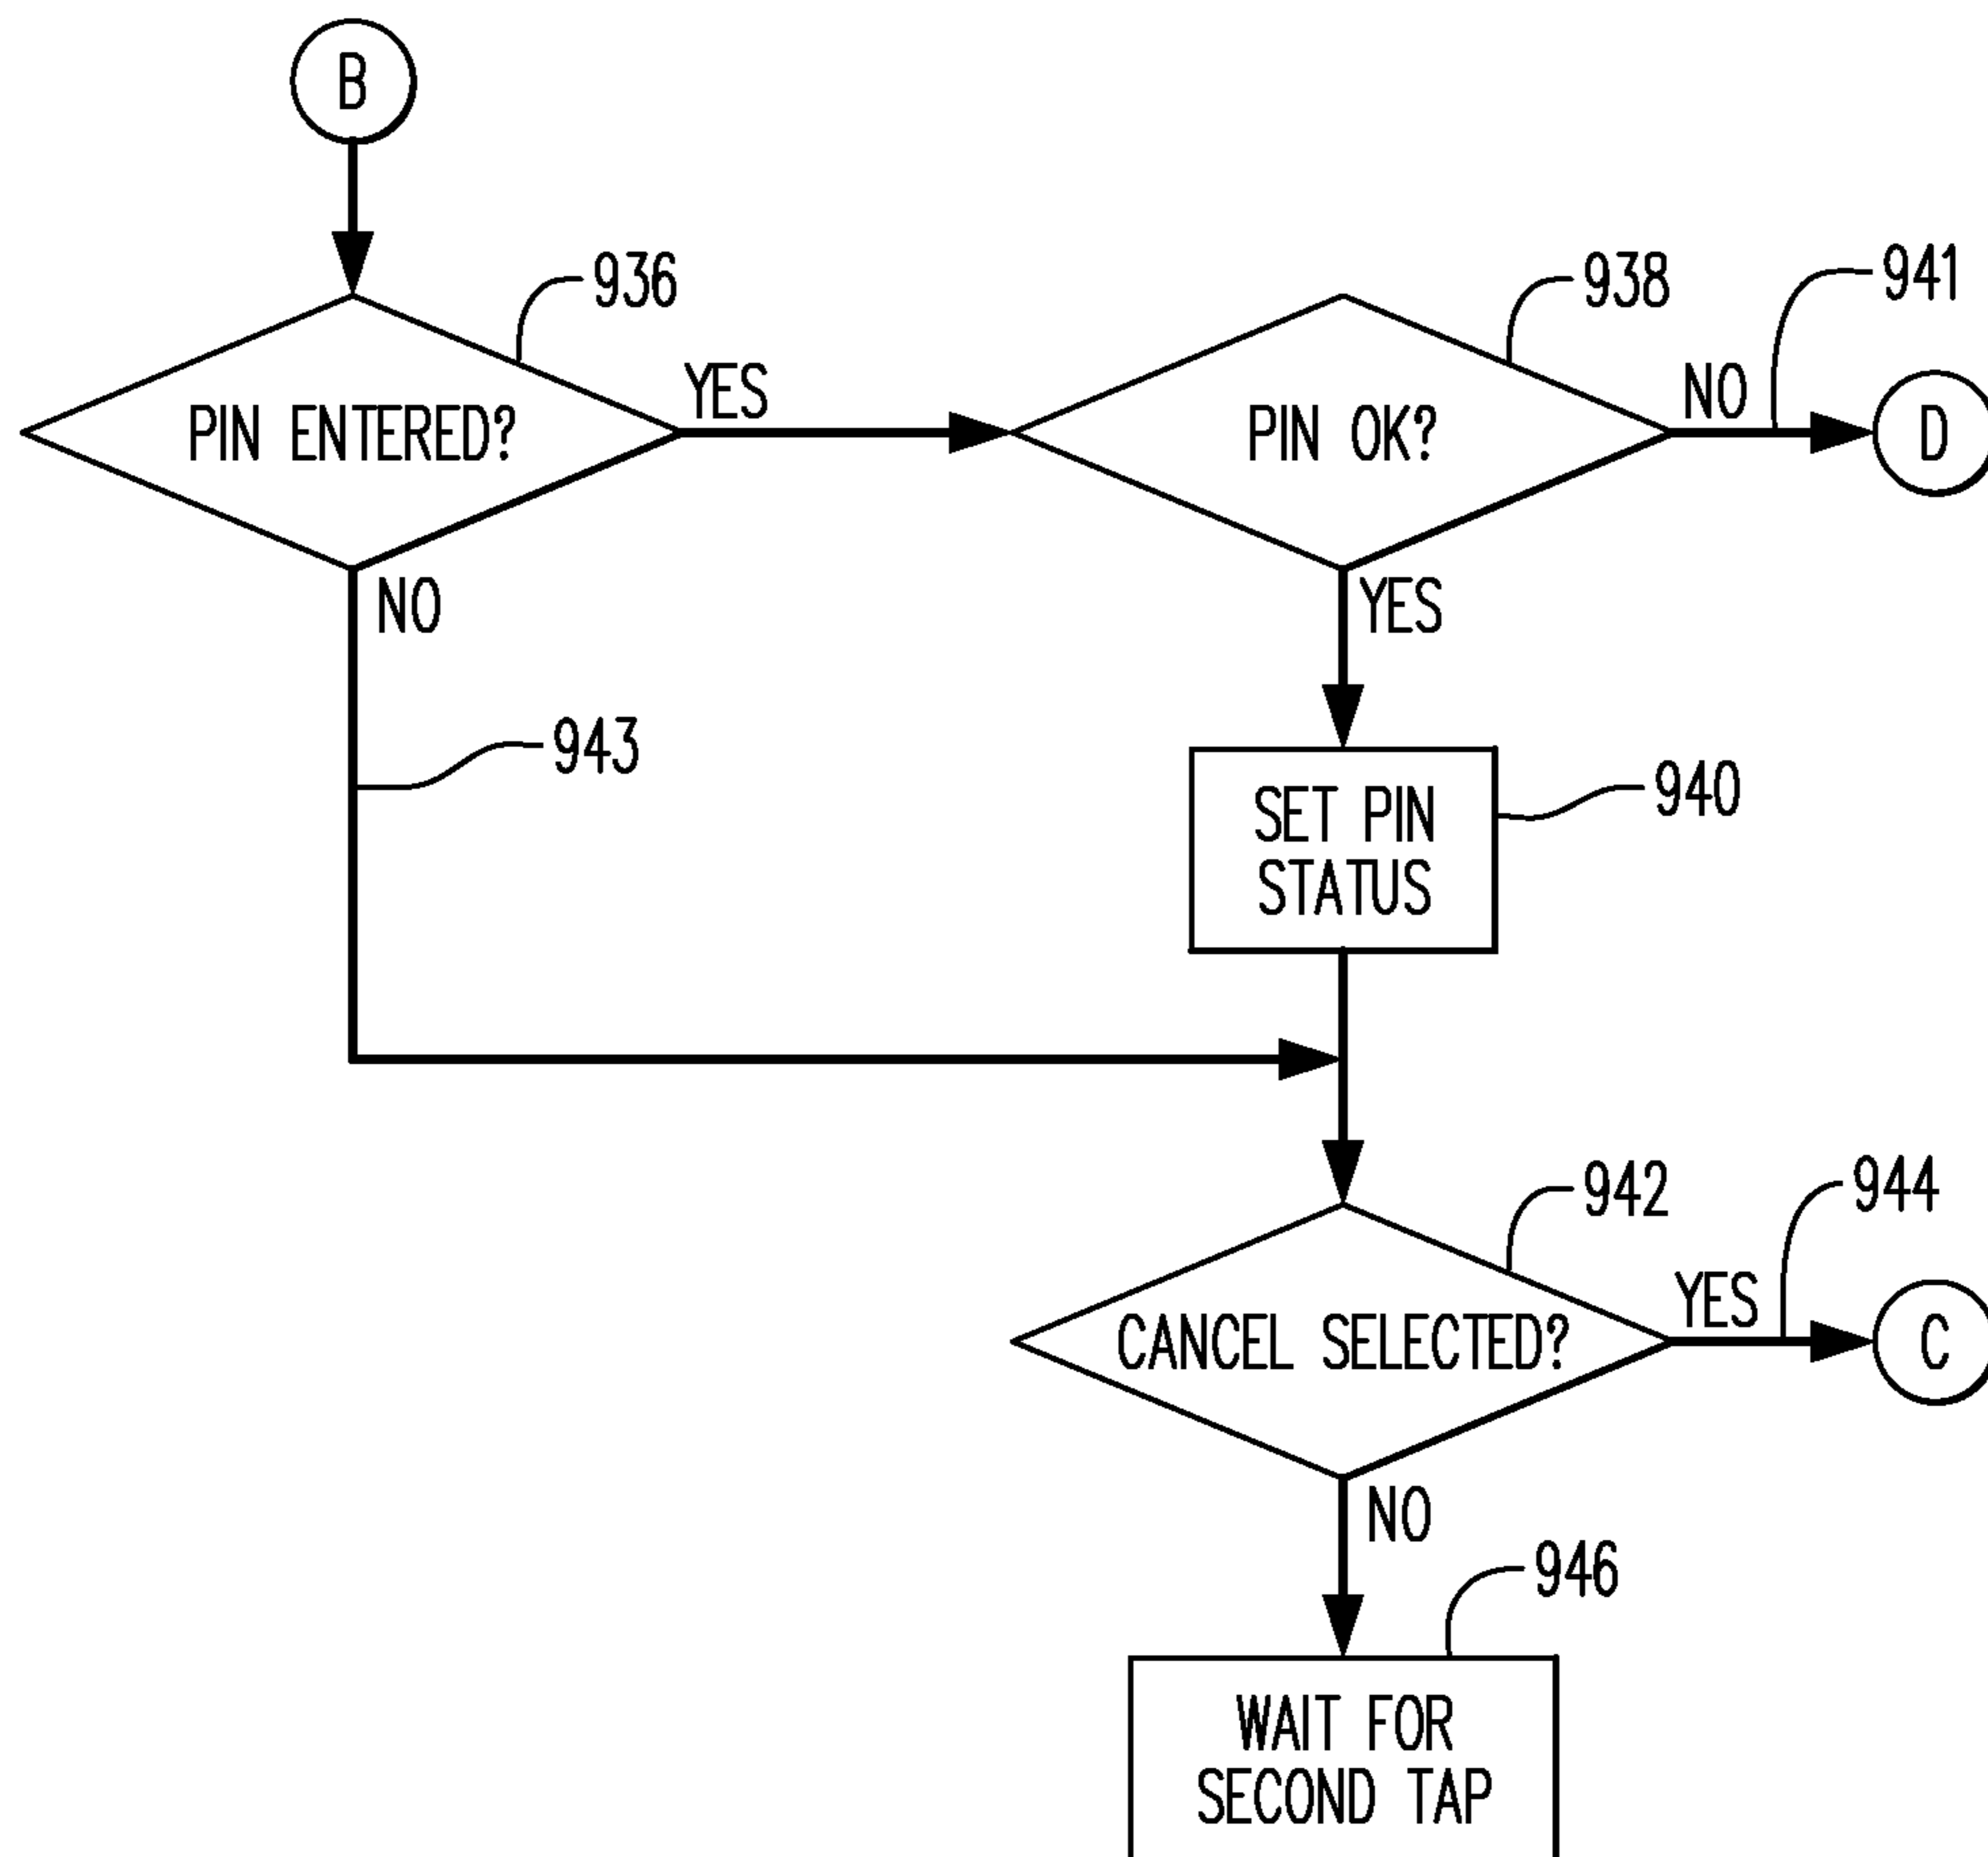 B
936
938
941
YES
NO
PIN ENTERED?
PIN OK?
D
NO
YES
943
940
SET PIN
STATUS
942
944
YES
CANCEL SELECTED?
C
NO
946
WAIT FOR
SECOND TAP